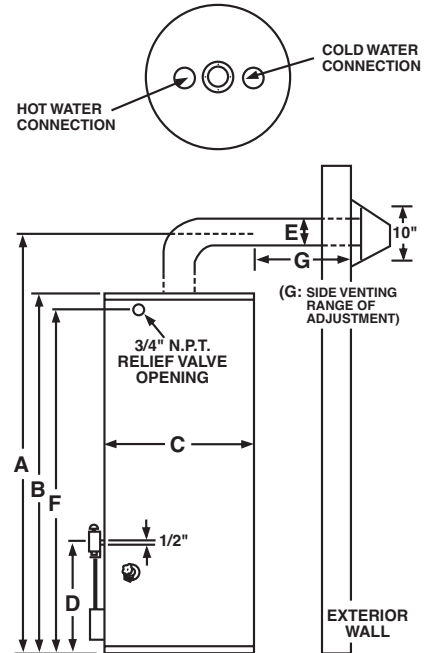 COLD WATER
CONNECTION
HOT WATER
CONNECTION
E
10"
G
(G: SIDE VENTING
RANGE OF
ADJUSTMENT)
3/4" N.P.T.
RELIEF VALVE
OPENING
A
B
F
C
D
1/2"
EXTERIOR
WALL